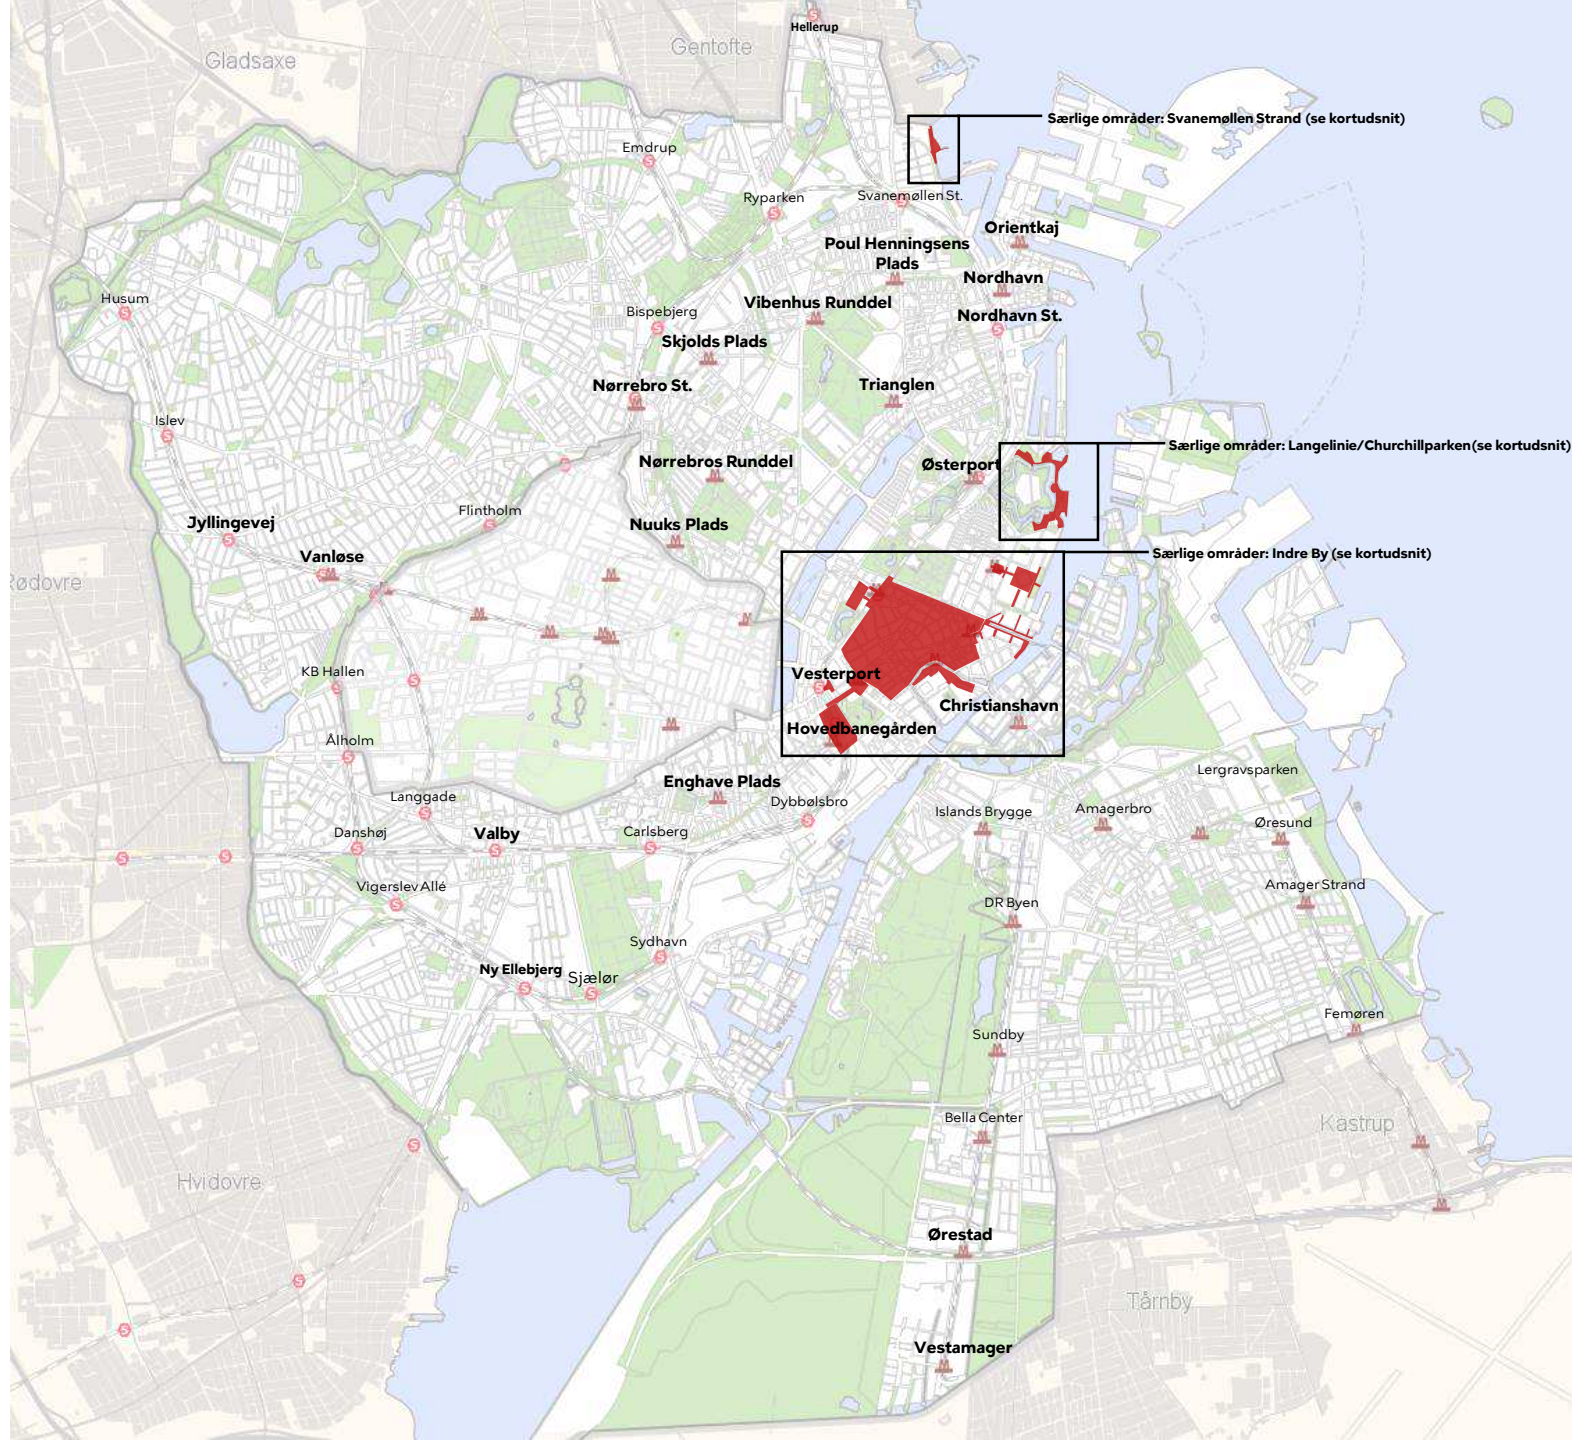 Hellerup
Gentofte
Gladsaxe
Særlige områder: Svanemøllen Strand (se kortudsnit)
Emdrup
Ryparken
Svanemøllen St.
Orientkaj
Poul Henningsens
Plads
Nordhavn
Husum
Vibenhus Runddel
Bispebjerg
Nordhavn St.
Skjolds Plads
Nørrebro St.
Trianglen
Islev
Særlige områder: Langelinie/Churchillparken(se kortudsnit)
Nørrebros Runddel
Østerport
Flintholm
Jyllingevej
Nuuks Plads
Vanløse
Særlige områder: Indre By (se kortudsnit)
Rødovre
KB Hallen
Vesterport
Christianshavn
Hovedbanegården
Ålholm
Lergravsparken
Enghave Plads
Langgade
Dybbølsbro
Islands Brygge
Amagerbro
Øresund
Danshøj
Valby
Carlsberg
Vigerslev Allé
Amager Strand
DR Byen
Sydhavn
Ny Ellebjerg
Sjælør
Femøren
Sundby
Bella Center
Kastrup
Hvidovre
Ørestad
Tårnby
Vestamager